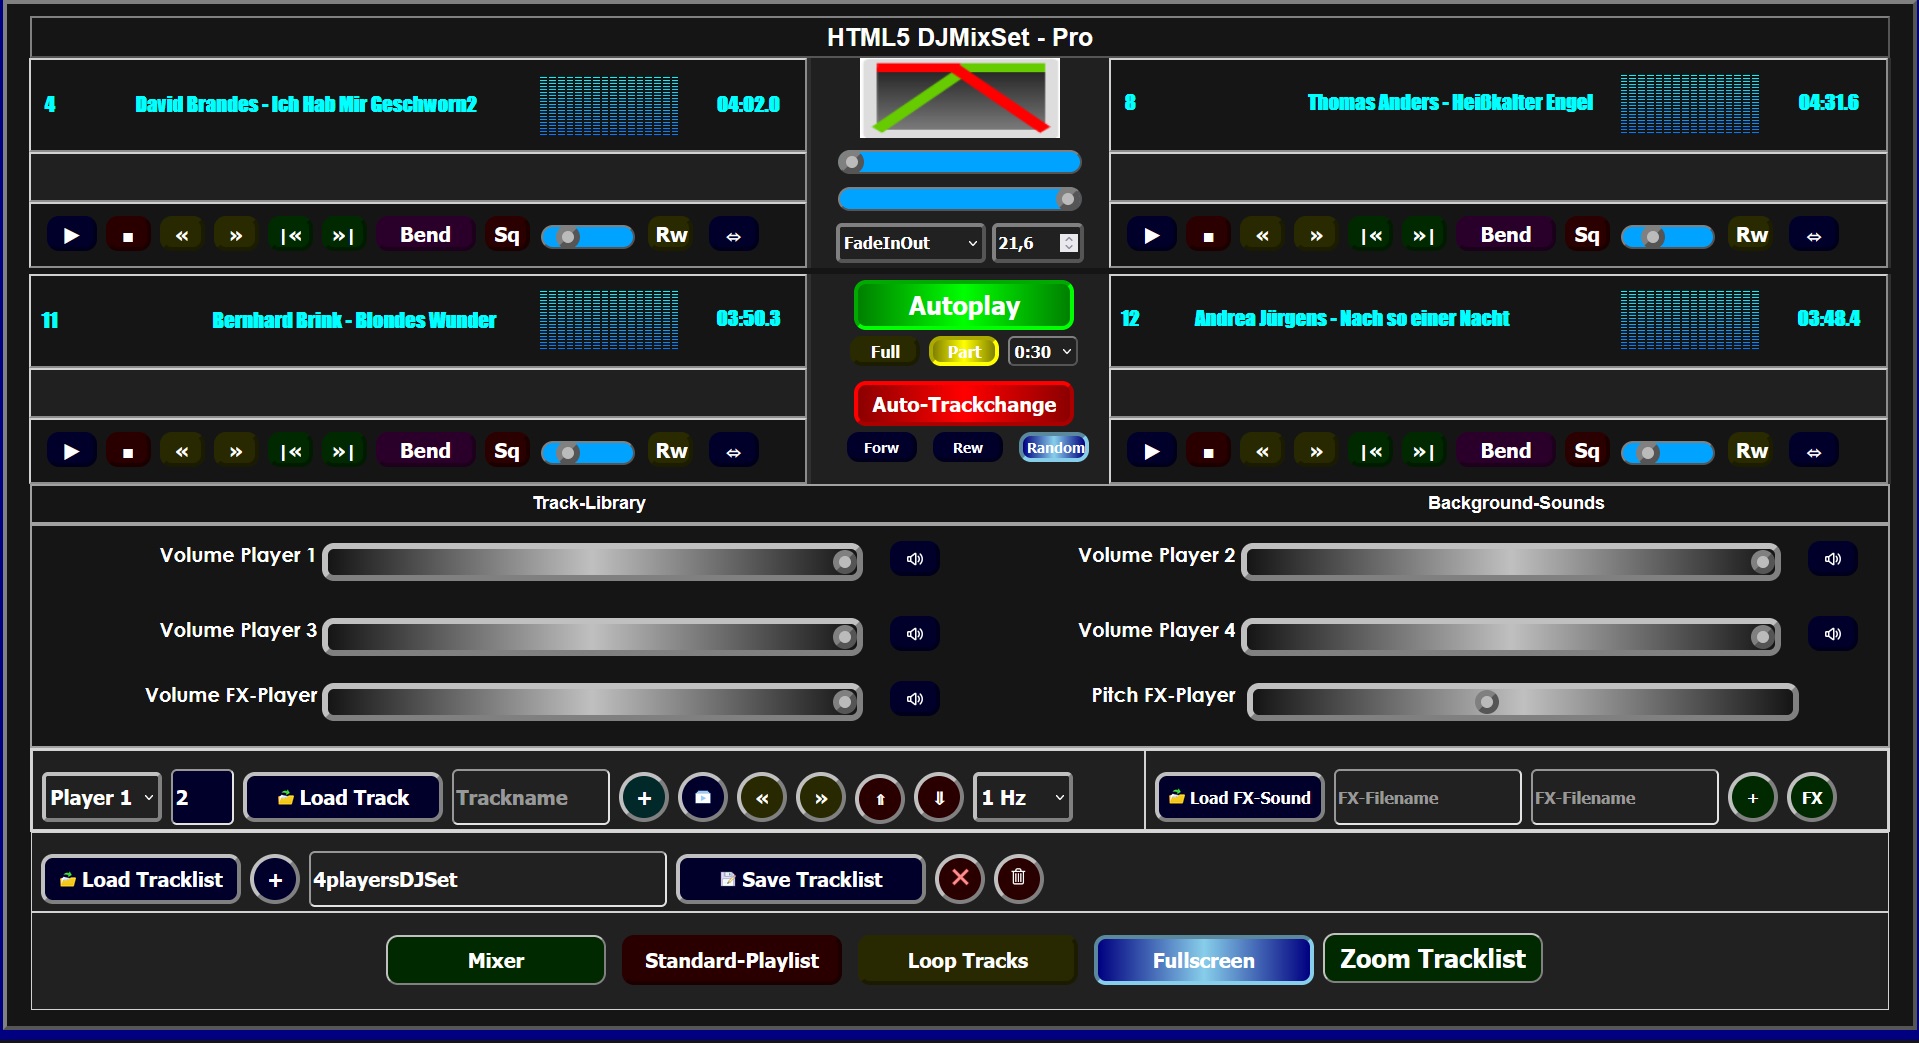 HTML5 DJMixSet - Pro
4 David Brandes - Ich Hab Mir Geschworn2 04:02.0
8 Thomas Anders - Heißkalter Engel 04:31.6
▶ ■ « » |« »| Bend Sq Rw ⇔
FadeInOut 21,6
▶ ■ « » |« »| Bend Sq Rw ⇔
11 Bernhard Brink - Blondes Wunder 03:50.3
Autoplay
12 Andrea Jürgens - Nach so einer Nacht 03:48.4
Full Part 0:30
Auto-Trackchange
▶ ■ « » |« »| Bend Sq Rw ⇔
Forw Rew Random
▶ ■ « » |« »| Bend Sq Rw ⇔
Track-Library Background-Sounds
Volume Player 1 Volume Player 2
Volume Player 3 Volume Player 4
Volume FX-Player Pitch FX-Player
Player 1 2 Load Track Trackname + « » ⇑ ⇓ 1 Hz Load FX-Sound FX-Filename FX-Filename + FX
Load Tracklist + 4playersDJSet Save Tracklist
Mixer Standard-Playlist Loop Tracks Fullscreen Zoom Tracklist